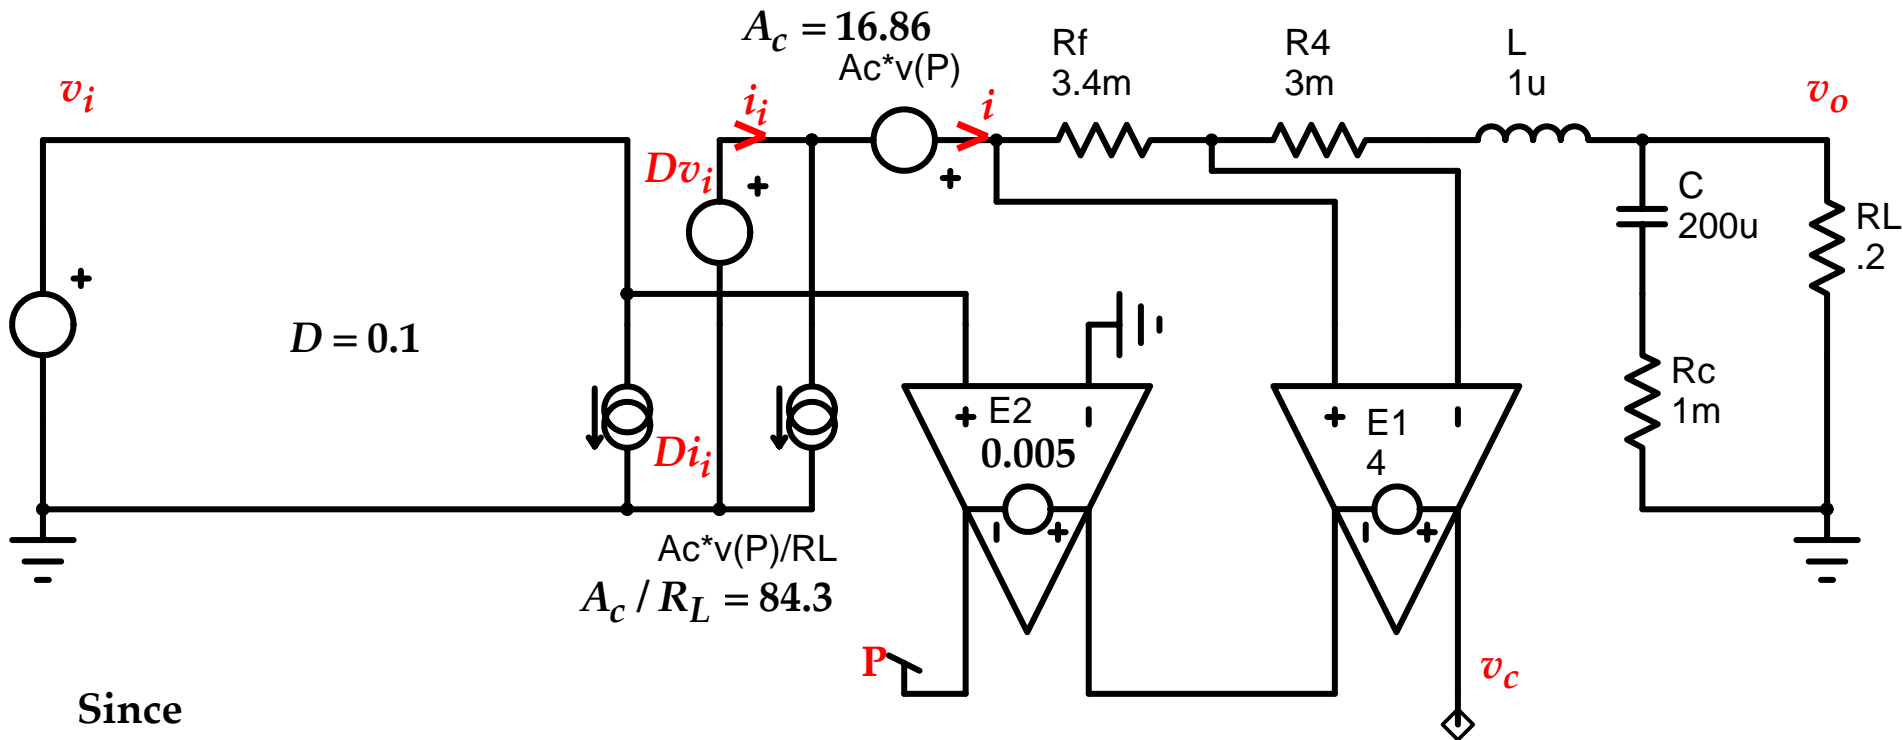 A_c = 16.86
Ac*v(P)
Rf
3.4m
R4
3m
L
1u
v_i
i_i
i
v_o
Dv_i
+
+
+
C
200u
RL
.2
D = 0.1
Rc
1m
+ E2
0.005
+ E1
4
Di_i
- +
- +
Ac*v(P)/RL
A_c / R_L = 84.3
P
v_c
Since